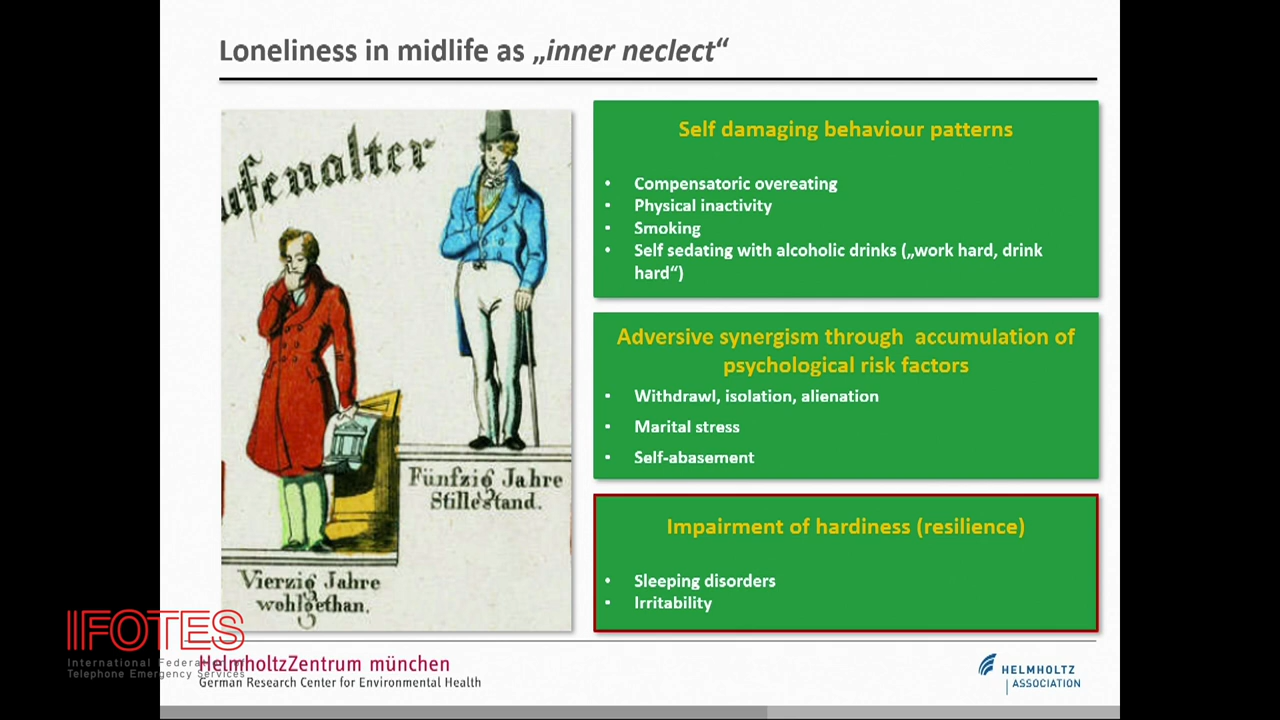 Loneliness in midlife as „inner neclect“
ufenalter
Fünfzig Jahre
Stillestand.
Vierzig Jahre
wohlgethan.
Self damaging behaviour patterns
• Compensatoric overeating
• Physical inactivity
• Smoking
• Self sedating with alcoholic drinks („work hard, drink
hard“)
Adversive synergism through accumulation of
psychological risk factors
• Withdrawl, isolation, alienation
• Marital stress
• Self-abasement
Impairment of hardiness (resilience)
• Sleeping disorders
• Irritability
IFOTES
International Federation of
Telephone Emergency Services
HelmholtzZentrum münchen
German Research Center for Environmental Health
HELMHOLTZ
ASSOCIATION